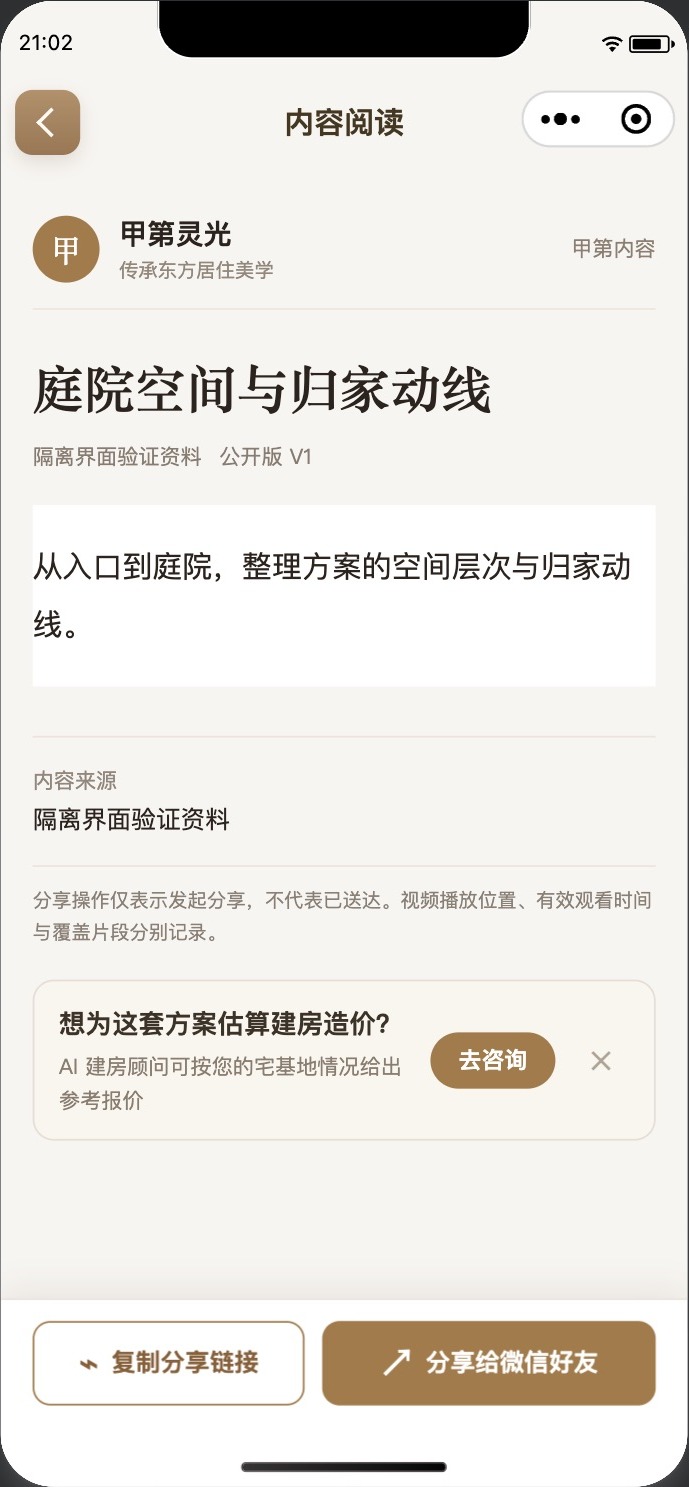 21:02
内容阅读
甲
甲第灵光
传承东方居住美学
甲第内容
庭院空间与归家动线
隔离界面验证资料 公开版 V1
从入口到庭院，整理方案的空间层次与归家动
线。
内容来源
隔离界面验证资料
分享操作仅表示发起分享，不代表已送达。视频播放位置、有效观看时间
与覆盖片段分别记录。
想为这套方案估算建房造价？
AI 建房顾问可按您的宅基地情况给出
参考报价
去咨询
复制分享链接
分享给微信好友